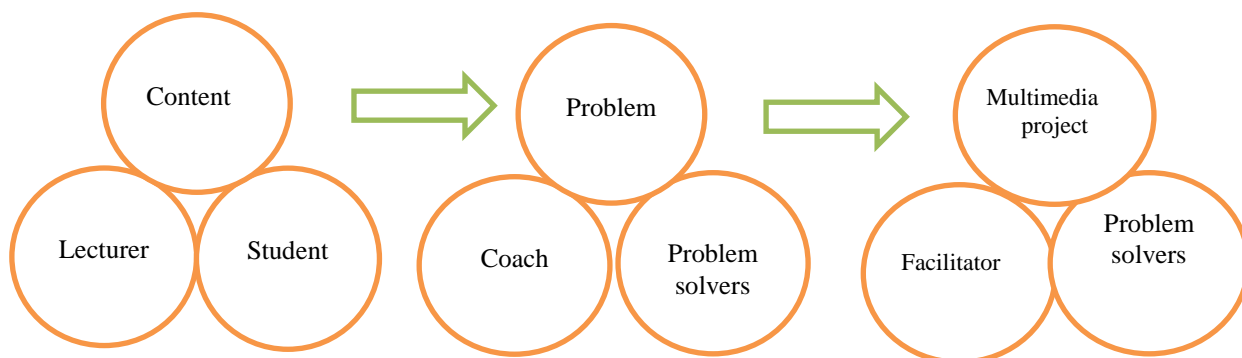 Content
Lecturer
Student
Problem
Coach
Problem
solvers
Multimedia
project
Facilitator
Problem
solvers